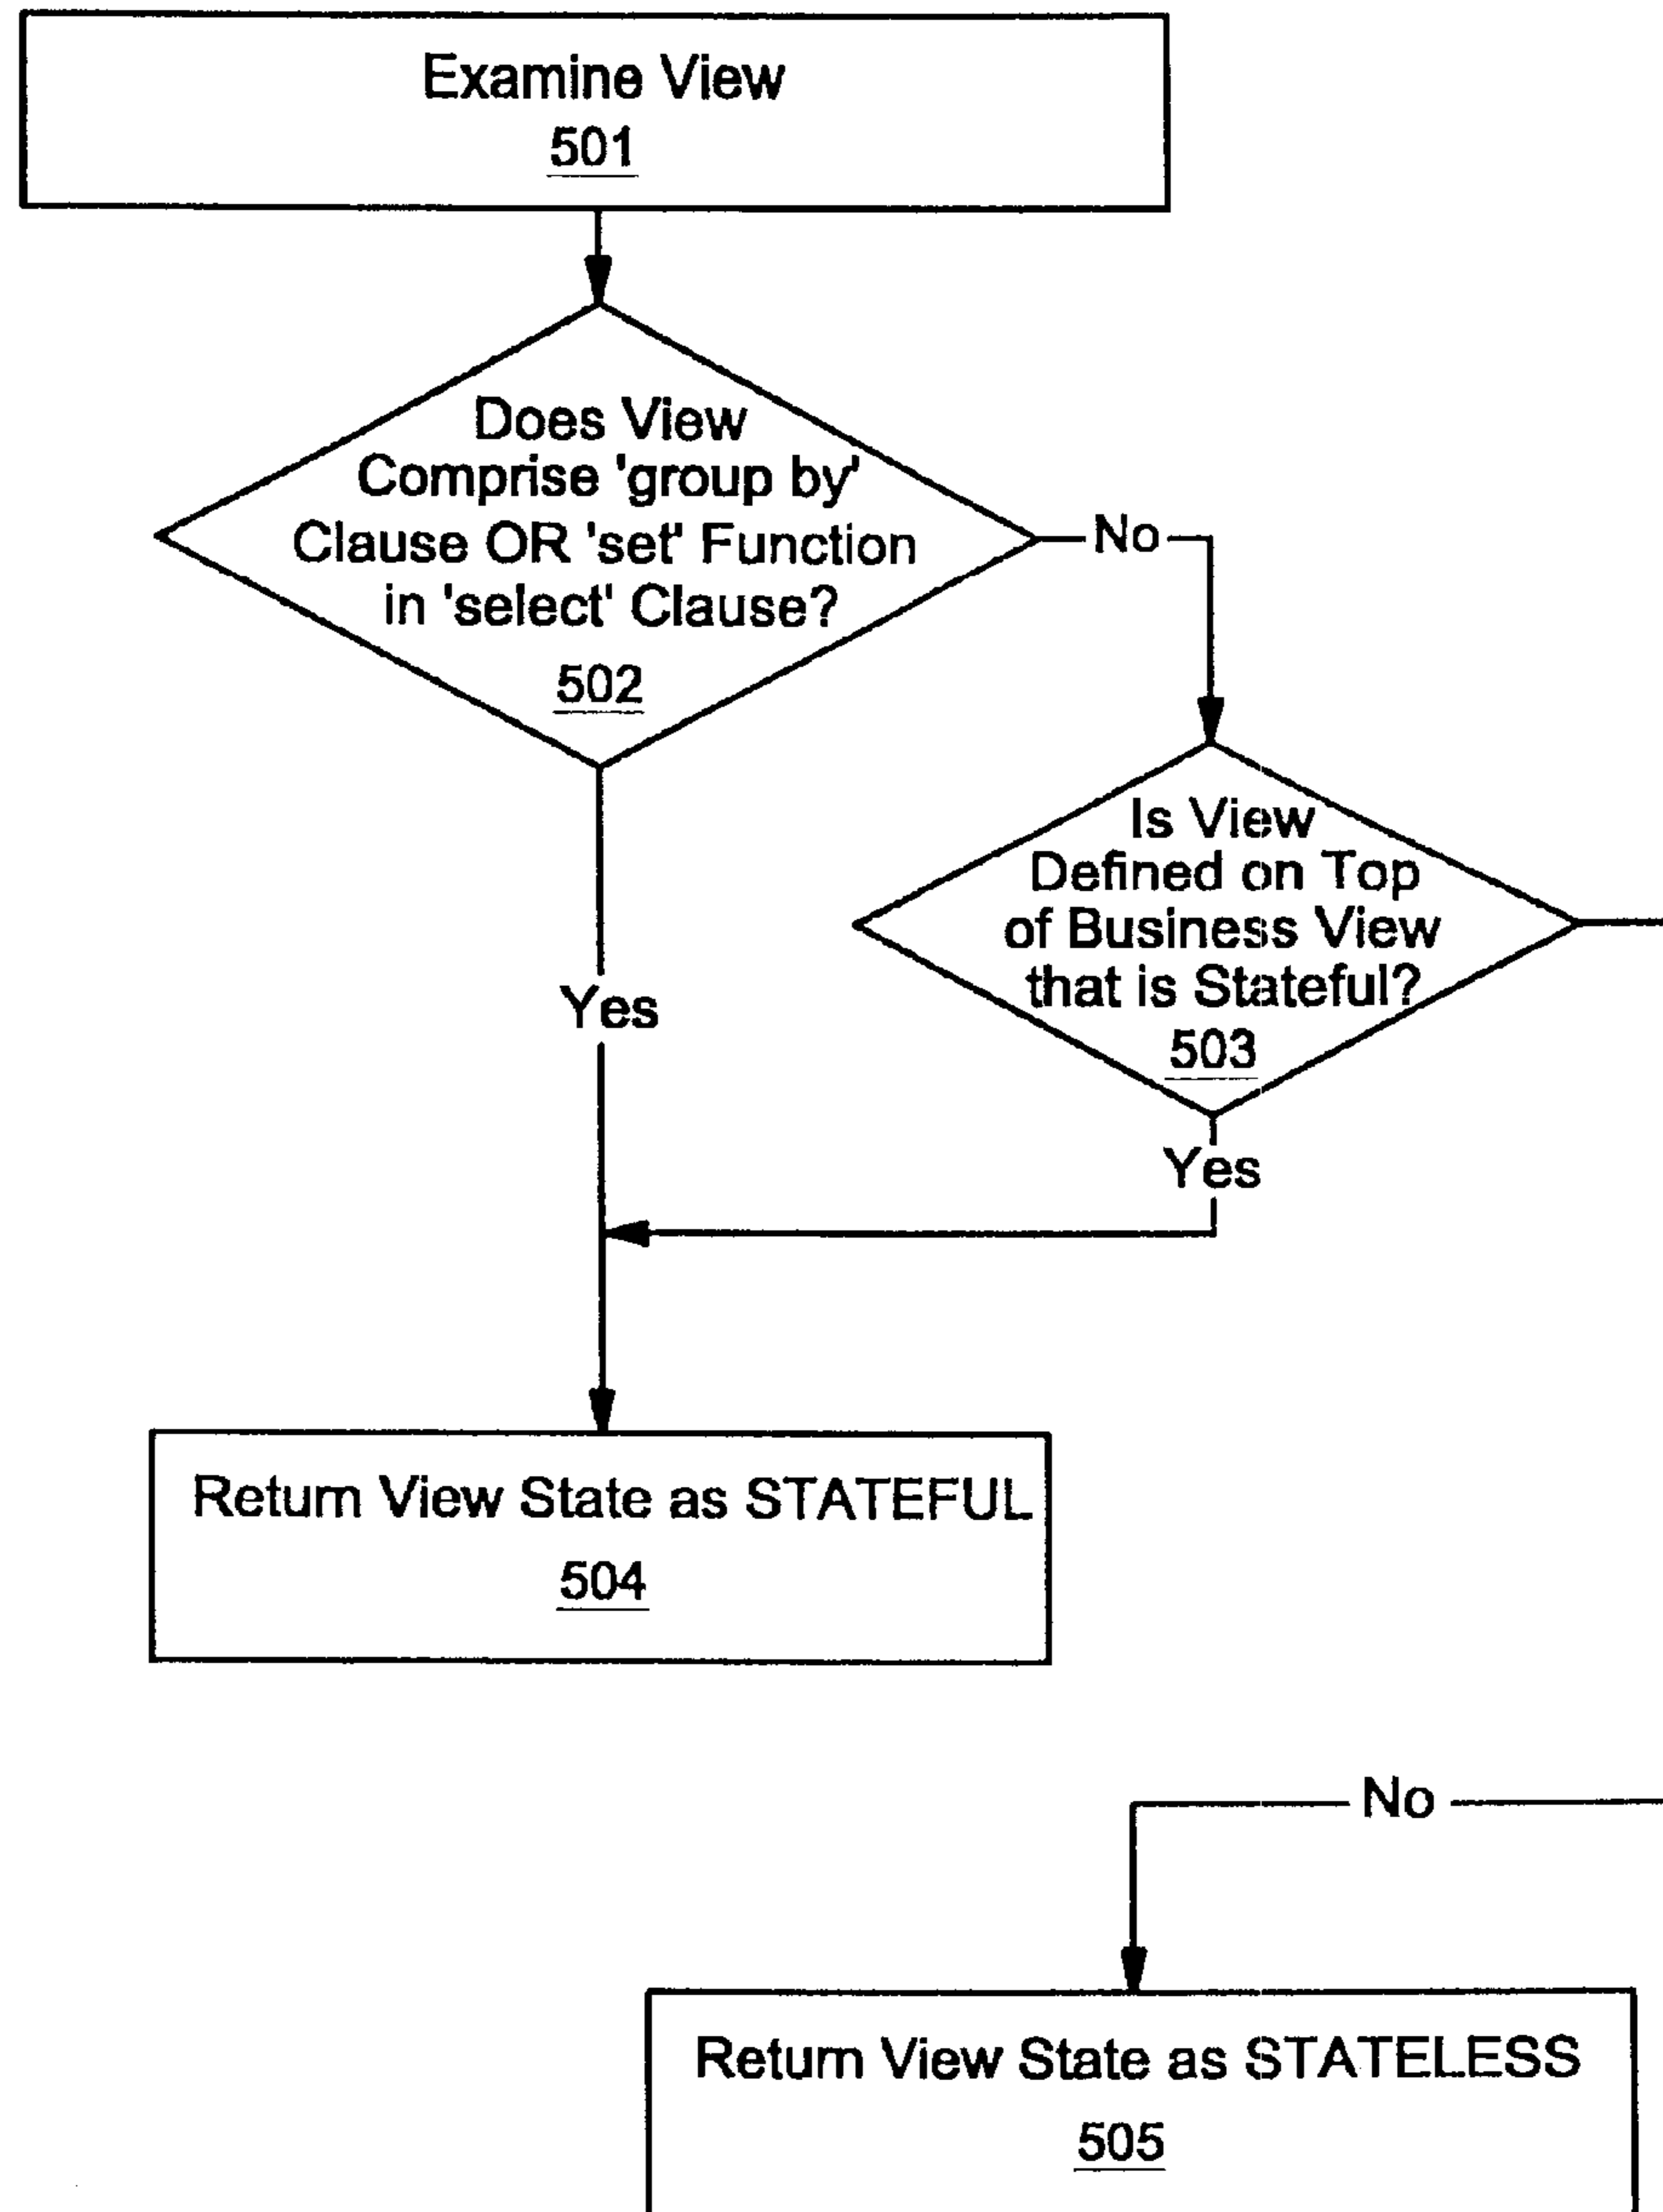 Examine View
501
Does View
Comprise 'group by'
Clause OR 'set' Function
in 'select' Clause?
502
No
Is View
Defined on Top
of Business View
that is Stateful?
503
Yes
Yes
Return View State as STATEFUL
504
No
Return View State as STATELESS
505